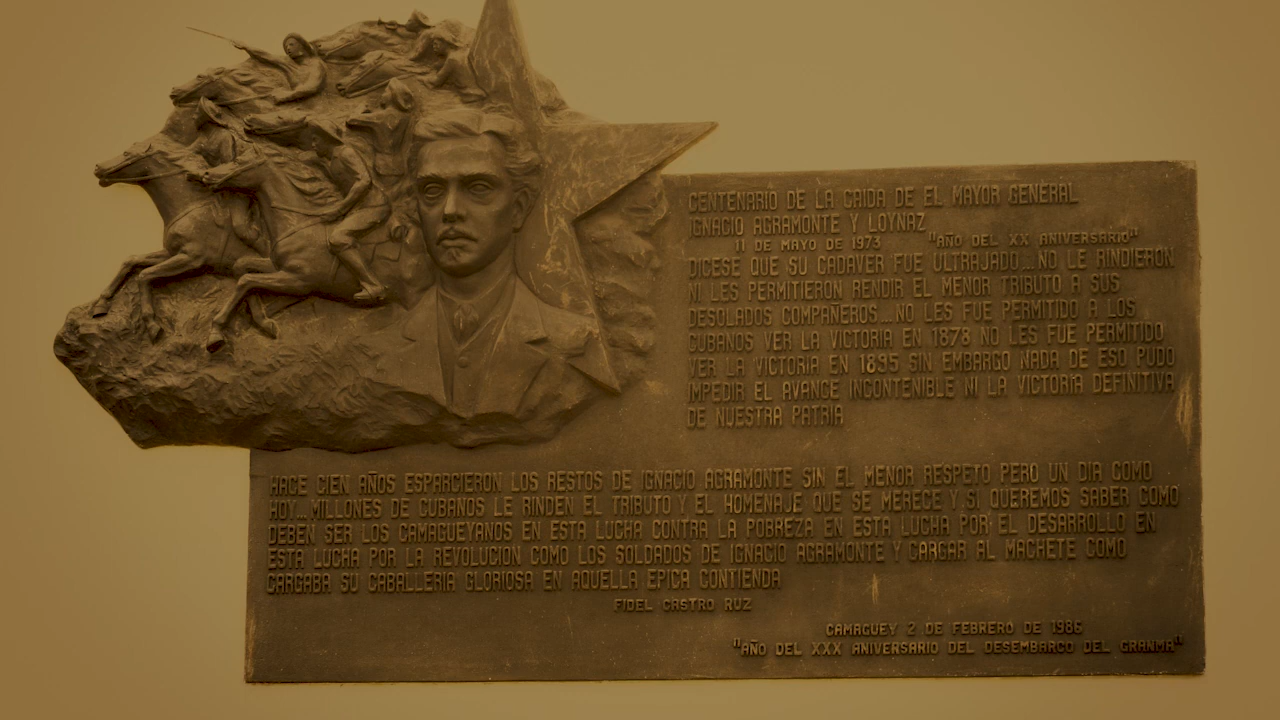 CENTENARIO DE LA CAIDA DE EL MAYOR GENERAL
IGNACIO AGRAMONTE Y LOYNAZ
11 DE MAYO DE 1973 "AÑO DEL XX ANIVERSARIO"
DICESE QUE SU CADAVER FUE ULTRAJADO...NO LE RINDIERON
NI LES PERMITIERON RENDIR EL MENOR TRIBUTO A SUS
DESOLADOS COMPAÑEROS...NO LES FUE PERMITIDO A LOS
CUBANOS VER LA VICTORIA EN 1878 NO LES FUE PERMITIDO
VER LA VICTORIA EN 1895 SIN EMBARGO NADA DE ESO PUDO
IMPEDIR EL AVANCE INCONTENIBLE NI LA VICTORIA DEFINITIVA
DE NUESTRA PATRIA
HACE CIEN AÑOS ESPARCIERON LOS RESTOS DE IGNACIO AGRAMONTE SIN EL MENOR RESPETO PERO UN DIA COMO
HOY...MILLONES DE CUBANOS LE RINDEN EL TRIBUTO Y EL HOMENAJE QUE SE MERECE Y SI QUEREMOS SABER COMO
DEBEN SER LOS CAMAGUEYANOS EN ESTA LUCHA CONTRA LA POBREZA EN ESTA LUCHA POR EL DESARROLLO EN
ESTA LUCHA POR LA REVOLUCION COMO LOS SOLDADOS DE IGNACIO AGRAMONTE Y CARGAR AL MACHETE COMO
CARGABA SU CABALLERIA GLORIOSA EN AQUELLA EPICA CONTIENDA
FIDEL CASTRO RUZ
CAMAGUEY 2 DE FEBRERO DE 1986
"AÑO DEL XXX ANIVERSARIO DEL DESEMBARCO DEL GRANMA"